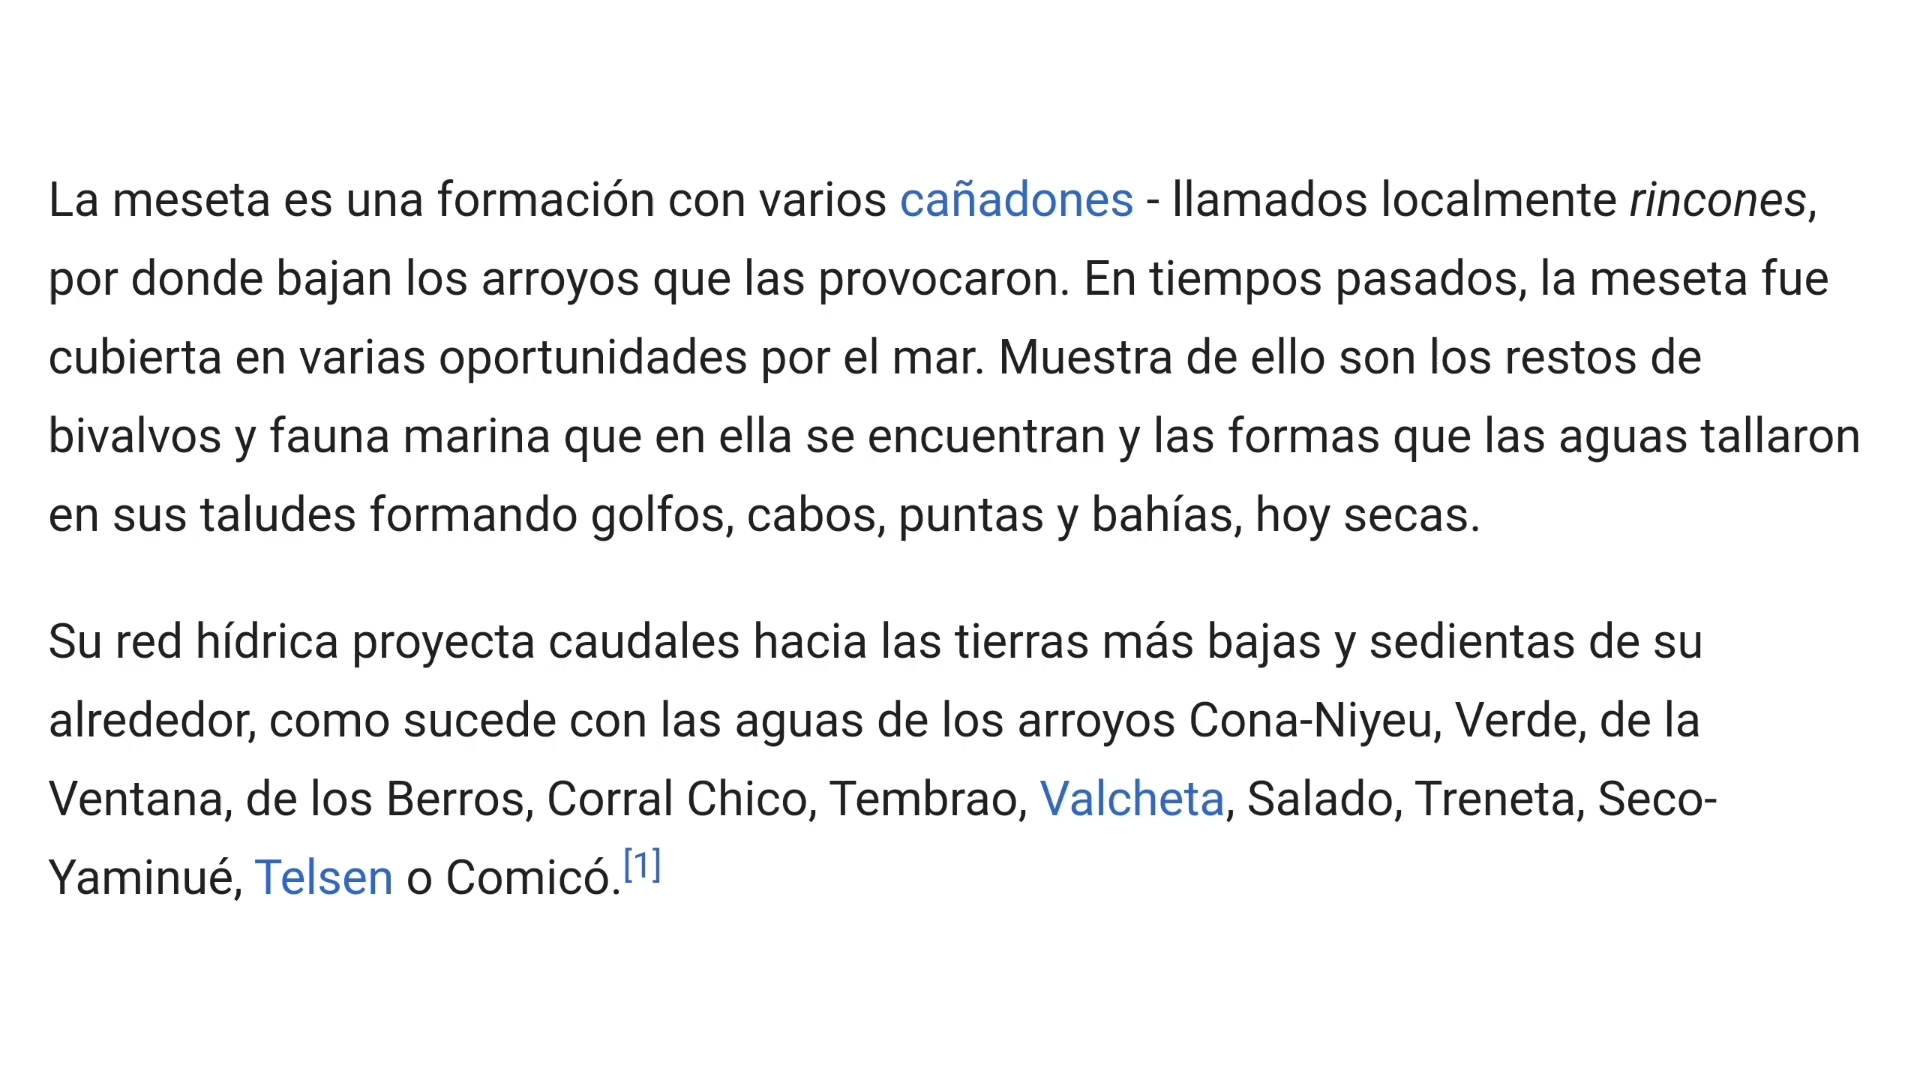 La meseta es una formación con varios cañadones - llamados localmente rincones,
por donde bajan los arroyos que las provocaron. En tiempos pasados, la meseta fue
cubierta en varias oportunidades por el mar. Muestra de ello son los restos de
bivalvos y fauna marina que en ella se encuentran y las formas que las aguas tallaron
en sus taludes formando golfos, cabos, puntas y bahías, hoy secas.
Su red hídrica proyecta caudales hacia las tierras más bajas y sedientas de su
alrededor, como sucede con las aguas de los arroyos Cona-Niyeu, Verde, de la
Ventana, de los Berros, Corral Chico, Tembrao, Valcheta, Salado, Treneta, Seco-
Yaminué, Telsen o Comicó.[1]